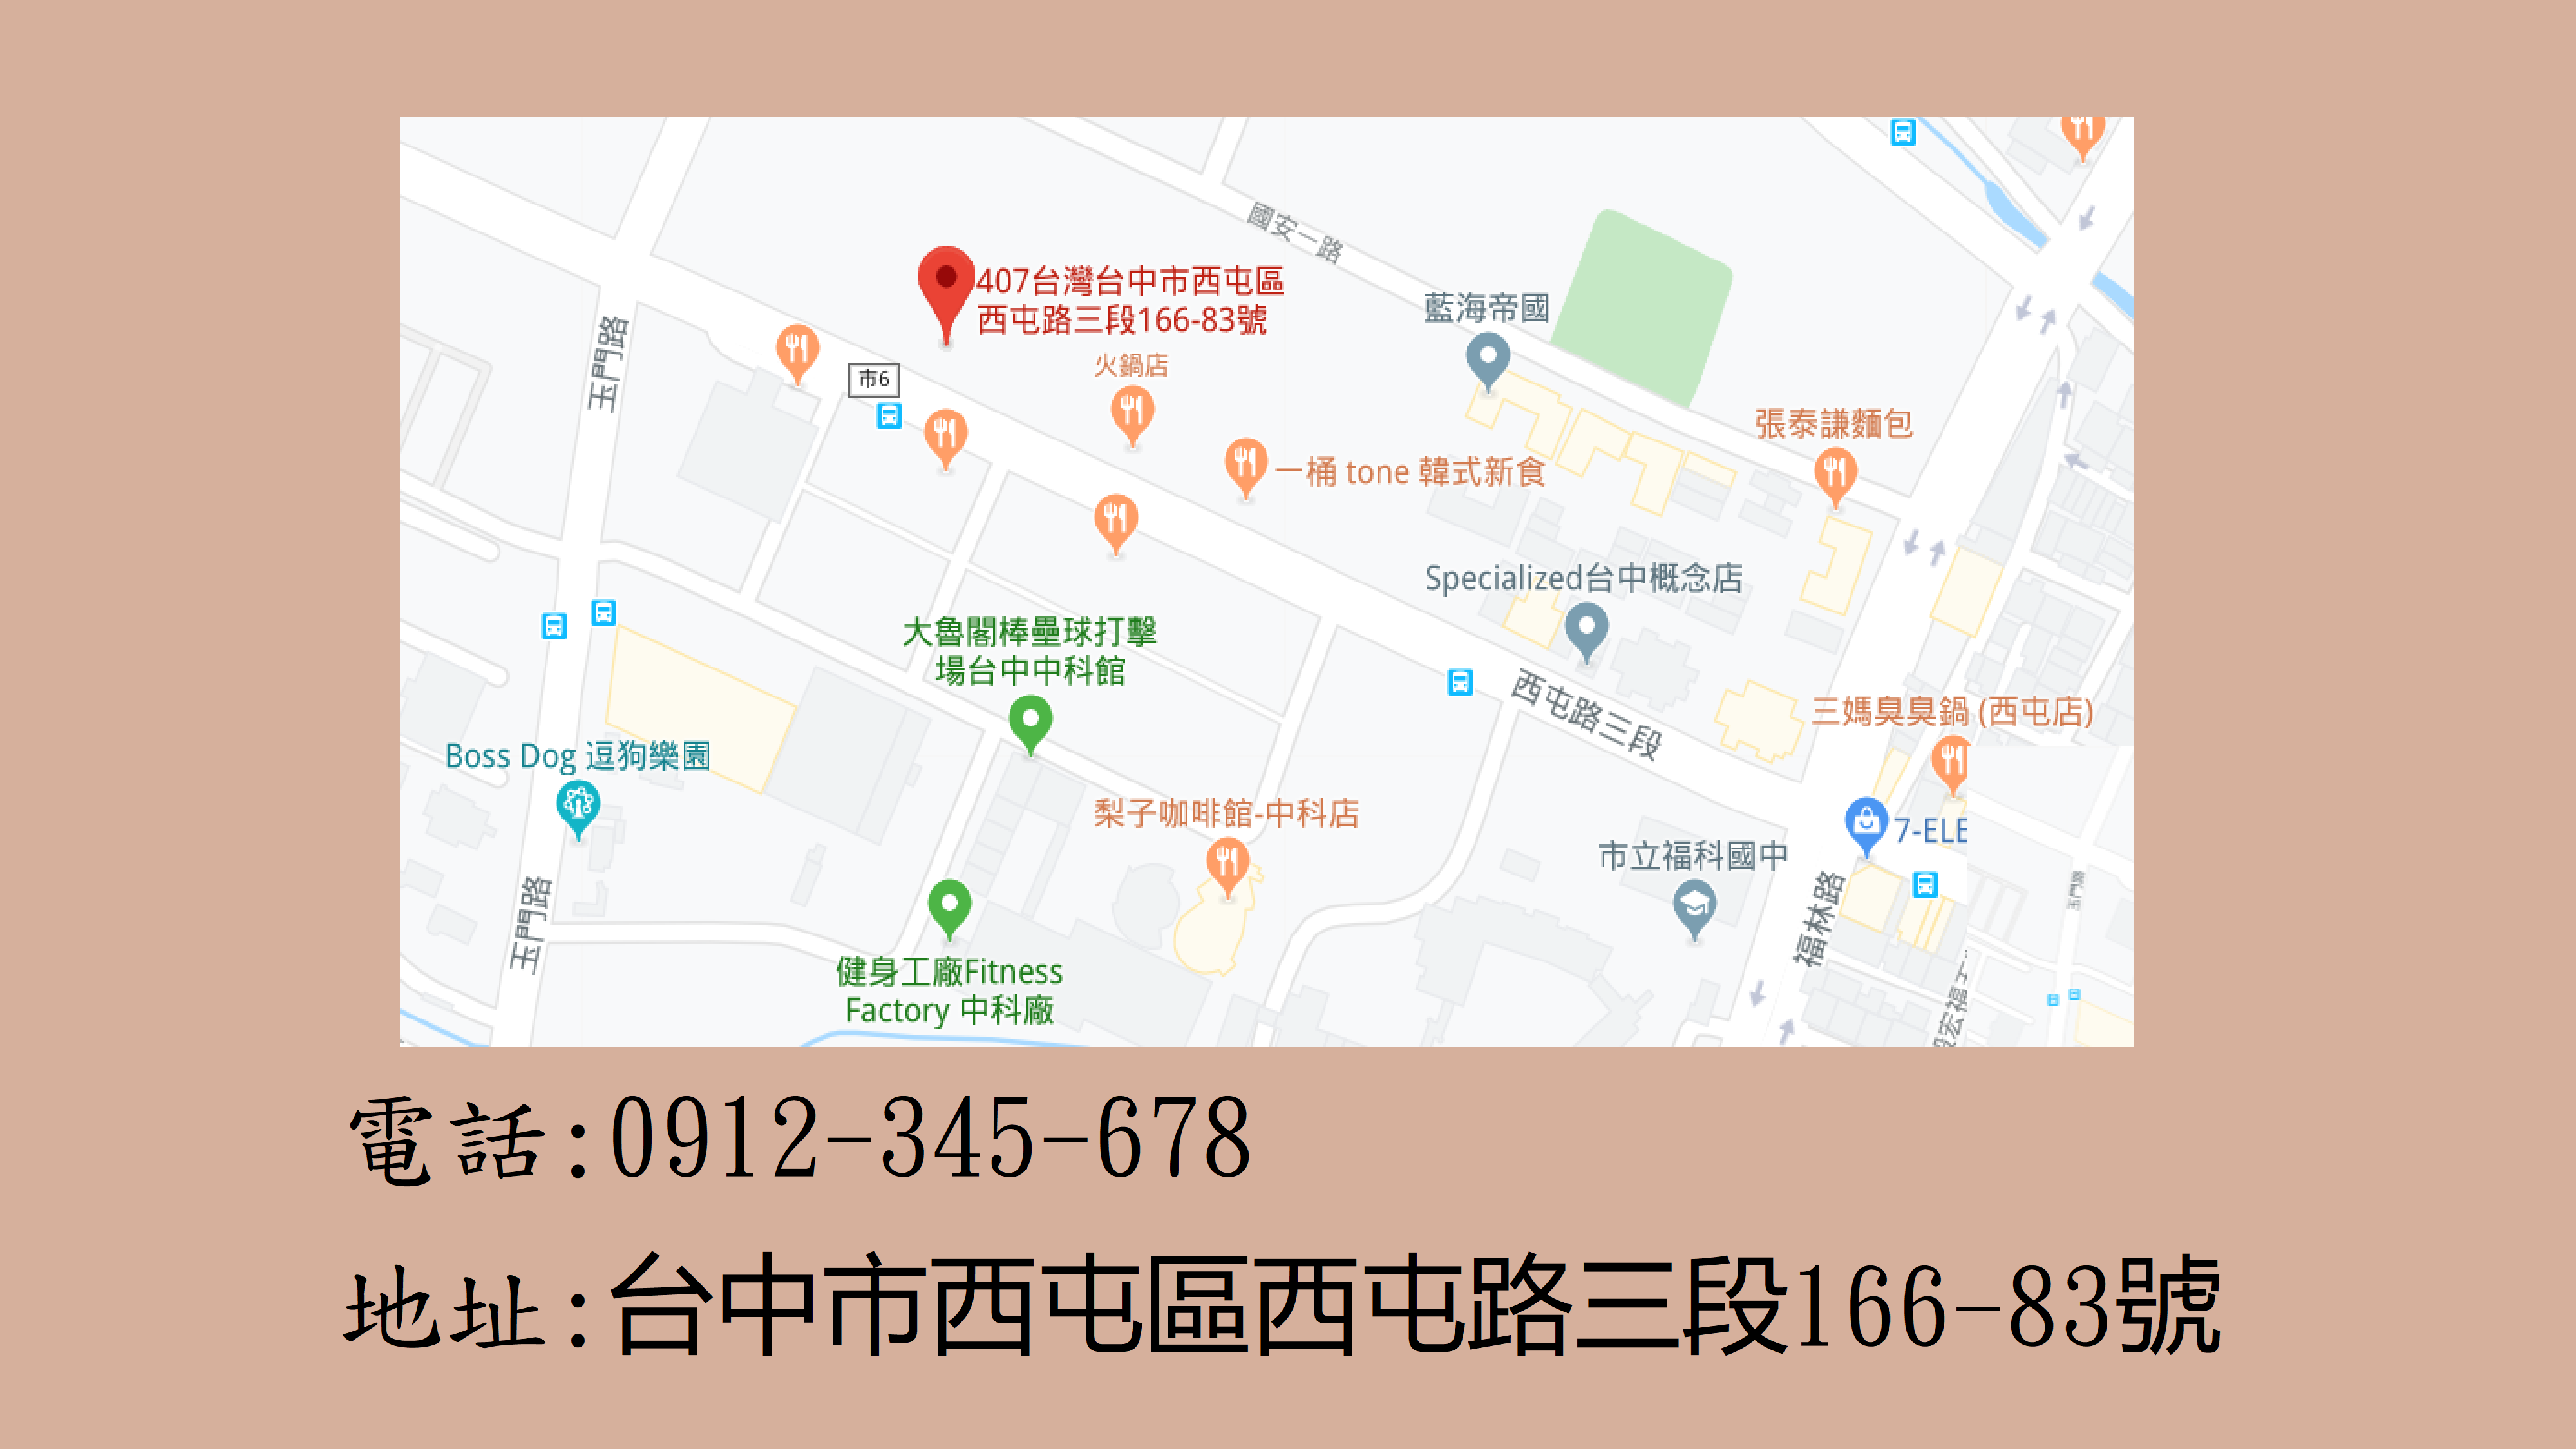 國安一路
407台灣台中市西屯區
西屯路三段166-83號
藍海帝國
玉門路
火鍋店
市6
張泰謙麵包
一桶 tone 韓式新食
Specialized台中概念店
大魯閣棒壘球打擊
場台中中科館
西屯路三段
三媽臭臭鍋 (西屯店)
Boss Dog 逗狗樂園
梨子咖啡館-中科店
7-ELE
市立福科國中
玉門路
福林路
玉門路
健身工廠Fitness
Factory 中科廠
宏福
電話:0912-345-678
地址:台中市西屯區西屯路三段166-83號